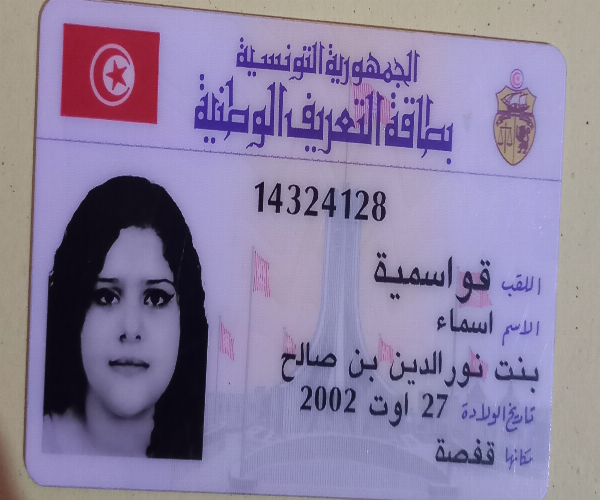 الجمهورية التونسية
بطاقة التعريف الوطنية
14324128
اللقب قواسمية
الاسم اسماء
بنت نورالدين بن صالح
تاريخ الولادة 27 اوت 2002
مكانها قفصة